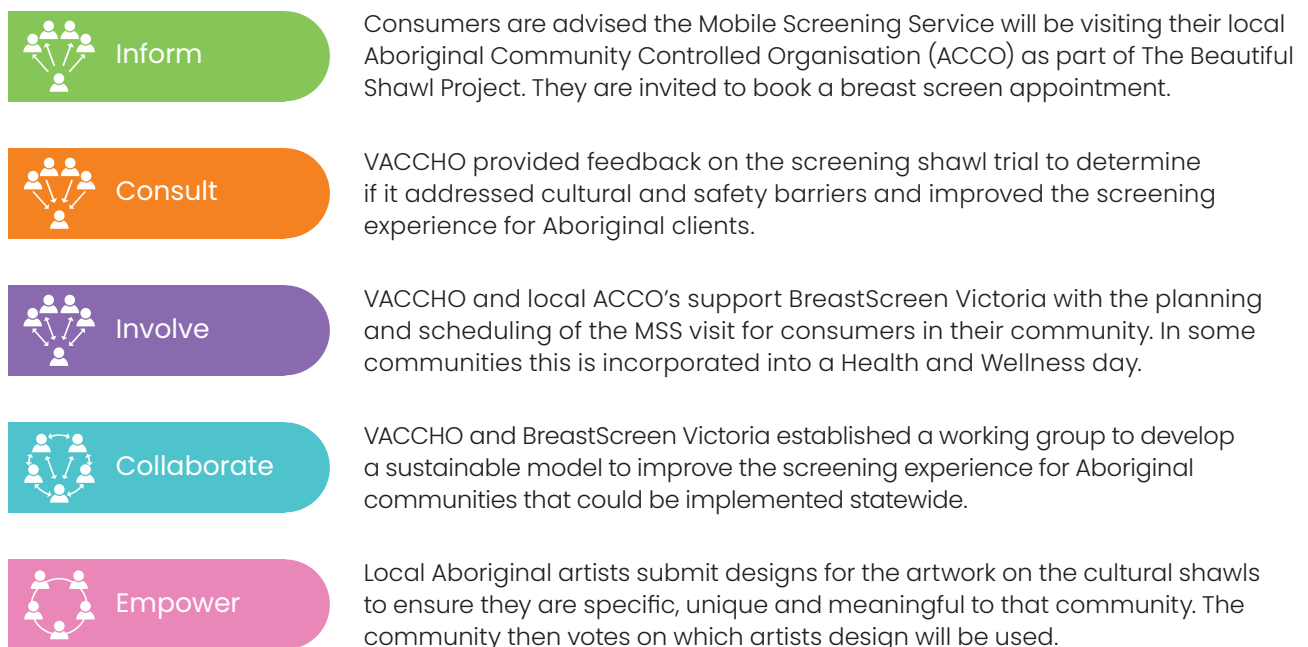 Inform
Consumers are advised the Mobile Screening Service will be visiting their local
Aboriginal Community Controlled Organisation (ACCO) as part of The Beautiful
Shawl Project. They are invited to book a breast screen appointment.
Consult
VACCHO provided feedback on the screening shawl trial to determine
if it addressed cultural and safety barriers and improved the screening
experience for Aboriginal clients.
Involve
VACCHO and local ACCO’s support BreastScreen Victoria with the planning
and scheduling of the MSS visit for consumers in their community. In some
communities this is incorporated into a Health and Wellness day.
Collaborate
VACCHO and BreastScreen Victoria established a working group to develop
a sustainable model to improve the screening experience for Aboriginal
communities that could be implemented statewide.
Empower
Local Aboriginal artists submit designs for the artwork on the cultural shawls
to ensure they are specific, unique and meaningful to that community. The
community then votes on which artists design will be used.